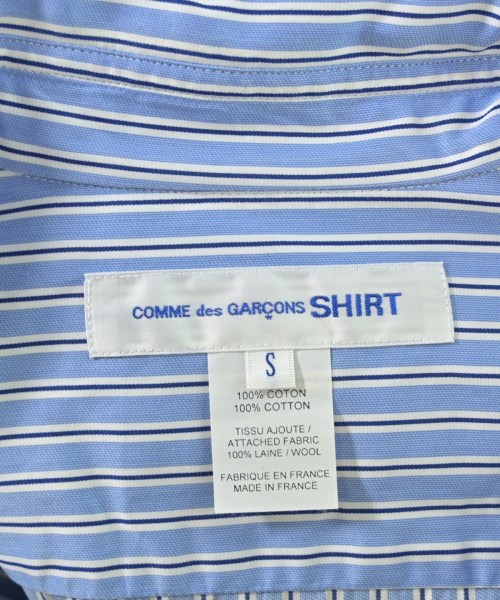 COMME des GARÇONS SHIRT
S
100% COTON
100% COTTON
TISSU AJOUTE /
ATTACHED FABRIC
100% LAINE / WOOL
FABRIQUE EN FRANCE
MADE IN FRANCE